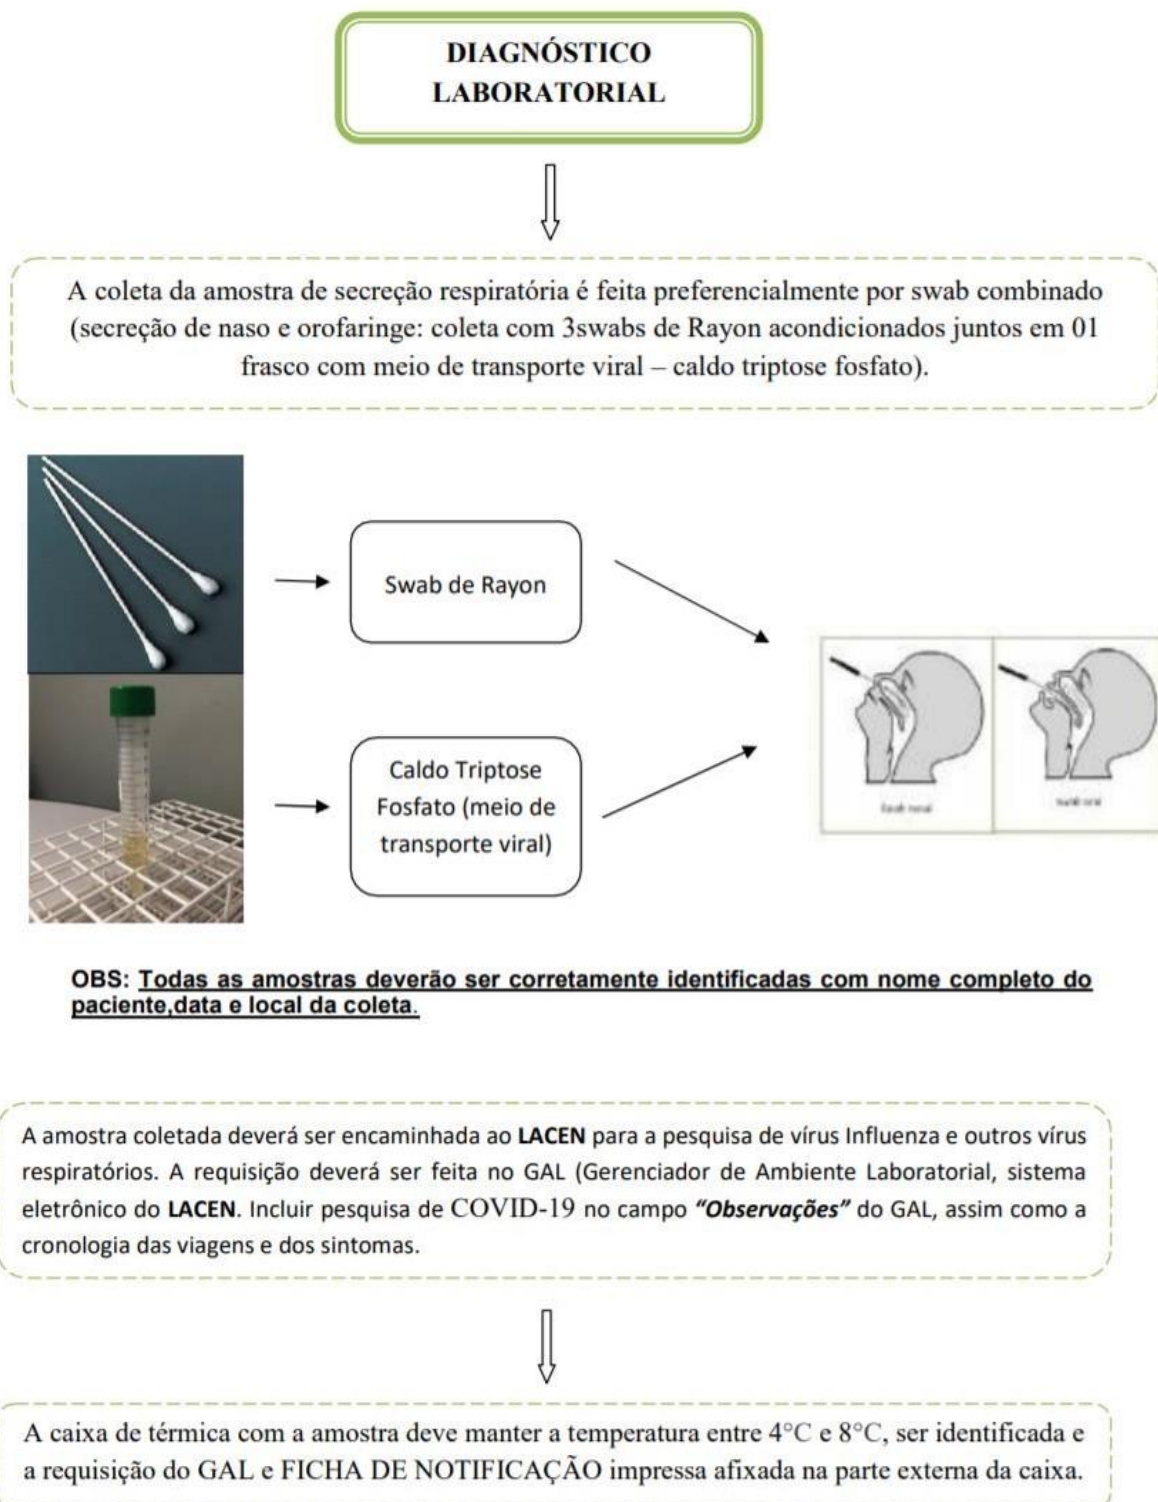 DIAGNÓSTICO
LABORATORIAL
A coleta da amostra de secreção respiratória é feita preferencialmente por swab combinado
(secreção de naso e orofaringe: coleta com 3swabs de Rayon acondicionados juntos em 01
frasco com meio de transporte viral – caldo triptose fosfato).
Swab de Rayon
Caldo Triptose
Fosfato (meio de
transporte viral)
swab oral
OBS: Todas as amostras deverão ser corretamente identificadas com nome completo do
paciente,data e local da coleta.
A amostra coletada deverá ser encaminhada ao LACEN para a pesquisa de vírus Influenza e outros vírus
respiratórios. A requisição deverá ser feita no GAL (Gerenciador de Ambiente Laboratorial, sistema
eletrônico do LACEN. Incluir pesquisa de COVID-19 no campo “Observações” do GAL, assim como a
cronologia das viagens e dos sintomas.
A caixa de térmica com a amostra deve manter a temperatura entre 4°C e 8°C, ser identificada e
a requisição do GAL e FICHA DE NOTIFICAÇÃO impressa afixada na parte externa da caixa.